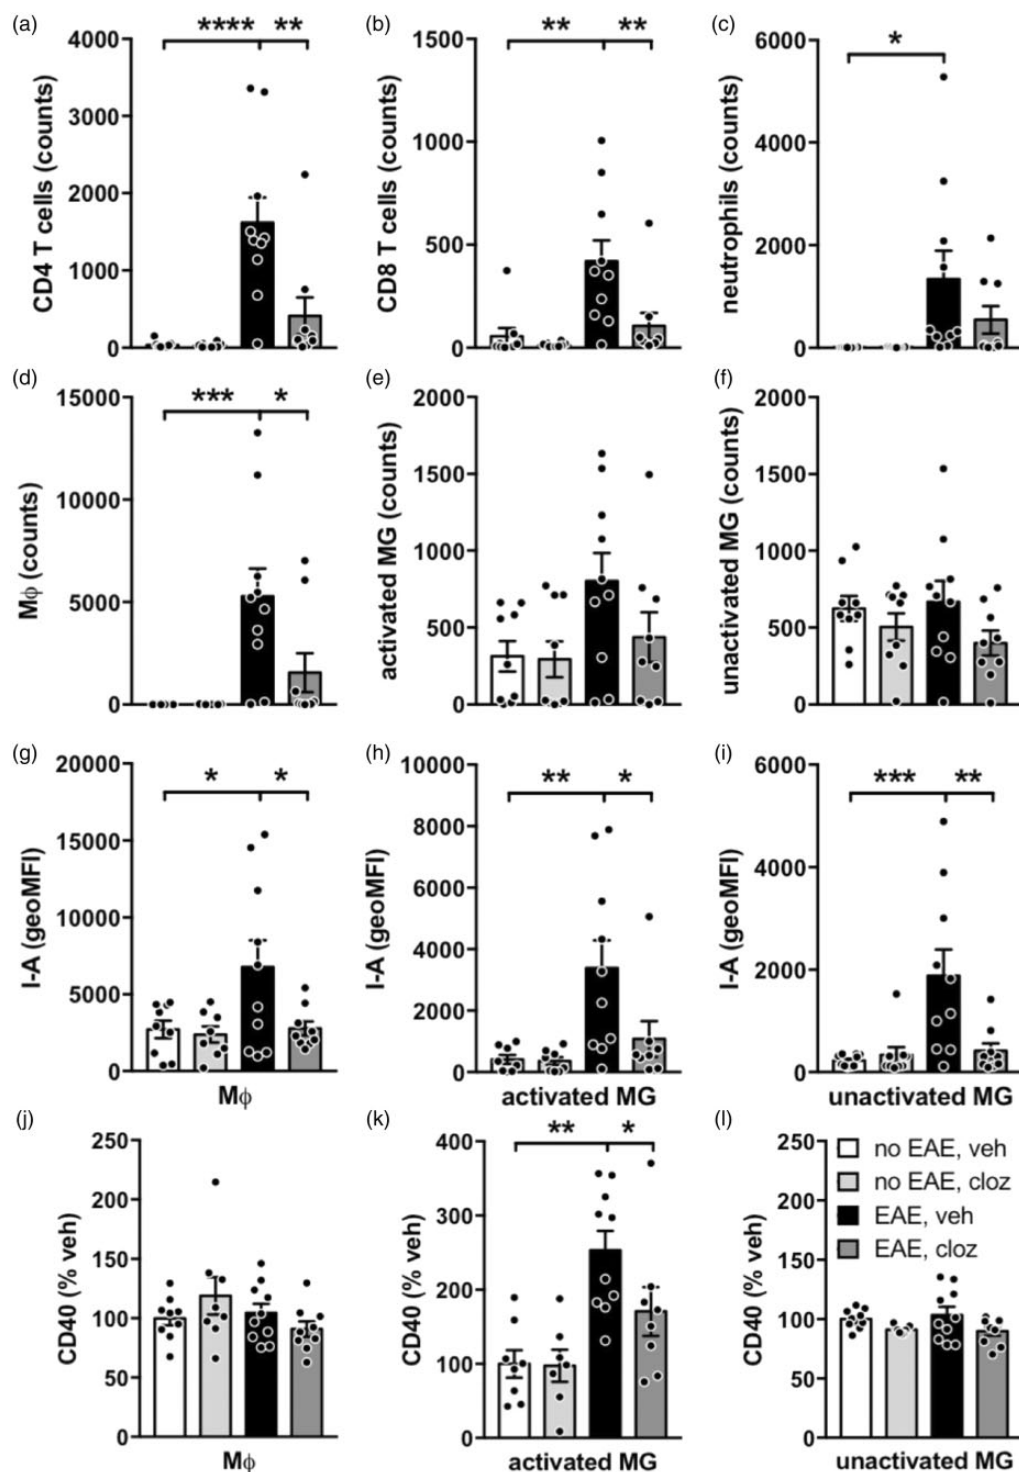 (a) **** ** (b) ** ** (c) *
CD4 T cells (counts)
4000
3000
2000
1000
0
CD8 T cells (counts)
1500
1000
500
0
neutrophils (counts)
6000
4000
2000
0
(d) *** * (e) (f)
Mϕ (counts)
15000
10000
5000
0
activated MG (counts)
2000
1500
1000
500
0
unactivated MG (counts)
2000
1500
1000
500
0
(g) * * (h) ** * (i) *** **
I-A (geoMFI)
20000
15000
10000
5000
0
Mϕ
I-A (geoMFI)
10000
8000
6000
4000
2000
0
activated MG
I-A (geoMFI)
6000
4000
2000
0
unactivated MG
(j) (k) ** * (l)
CD40 (% veh)
250
200
150
100
50
0
Mϕ
CD40 (% veh)
400
300
200
100
0
activated MG
CD40 (% veh)
250
200
150
100
50
0
no EAE, veh
no EAE, cloz
EAE, veh
EAE, cloz
unactivated MG